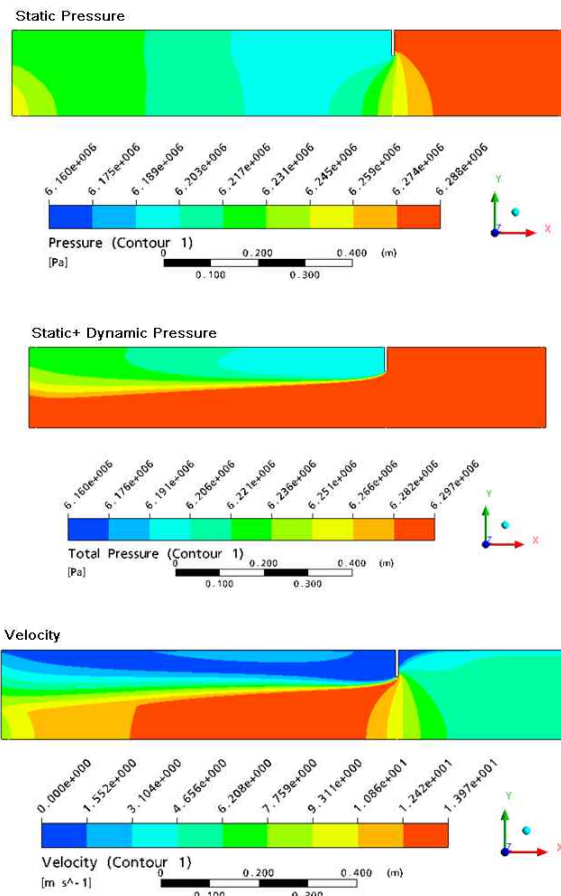 Static Pressure
6.160e+006 6.175e+006 6.189e+006 6.203e+006 6.217e+006 6.231e+006 6.245e+006 6.259e+006 6.274e+006 6.288e+006
Pressure (Contour 1)
[Pa]
0 0.200 0.400 (m)
0.100 0.300
Y
Z X
Static+ Dynamic Pressure
6.160e+006 6.176e+006 6.191e+006 6.206e+006 6.221e+006 6.236e+006 6.251e+006 6.266e+006 6.282e+006 6.297e+006
Total Pressure (Contour 1)
[Pa]
0 0.200 0.400 (m)
0.100 0.300
Y
Z X
Velocity
0.000e+000 1.552e+000 3.104e+000 4.656e+000 6.208e+000 7.759e+000 9.311e+000 1.086e+001 1.242e+001 1.397e+001
Velocity (Contour 1)
[m s^-1]
0 0.200 0.400 (m)
0.100 0.300
Y
Z X